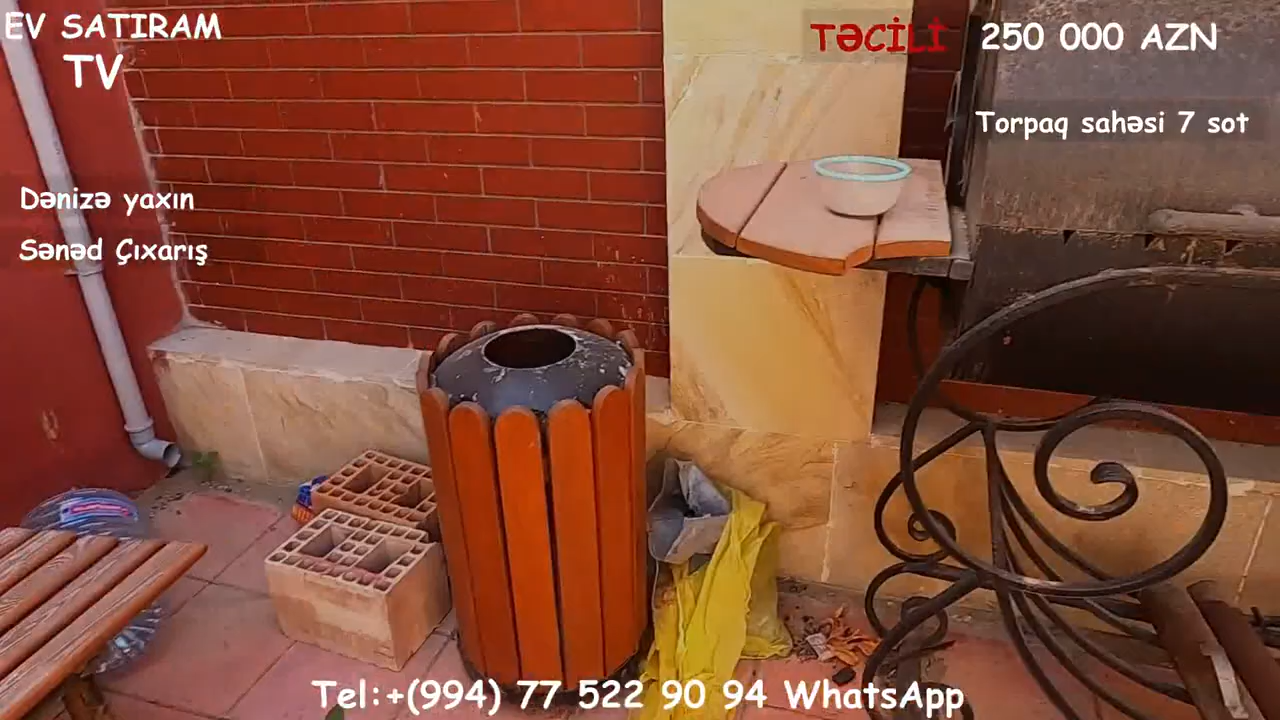 EV SATIRAM
TV
TƏCİLİ 250 000 AZN
Torpaq sahəsi 7 sot
Dənizə yaxın
Sənəd Çıxarış
Tel:+(994) 77 522 90 94 WhatsApp